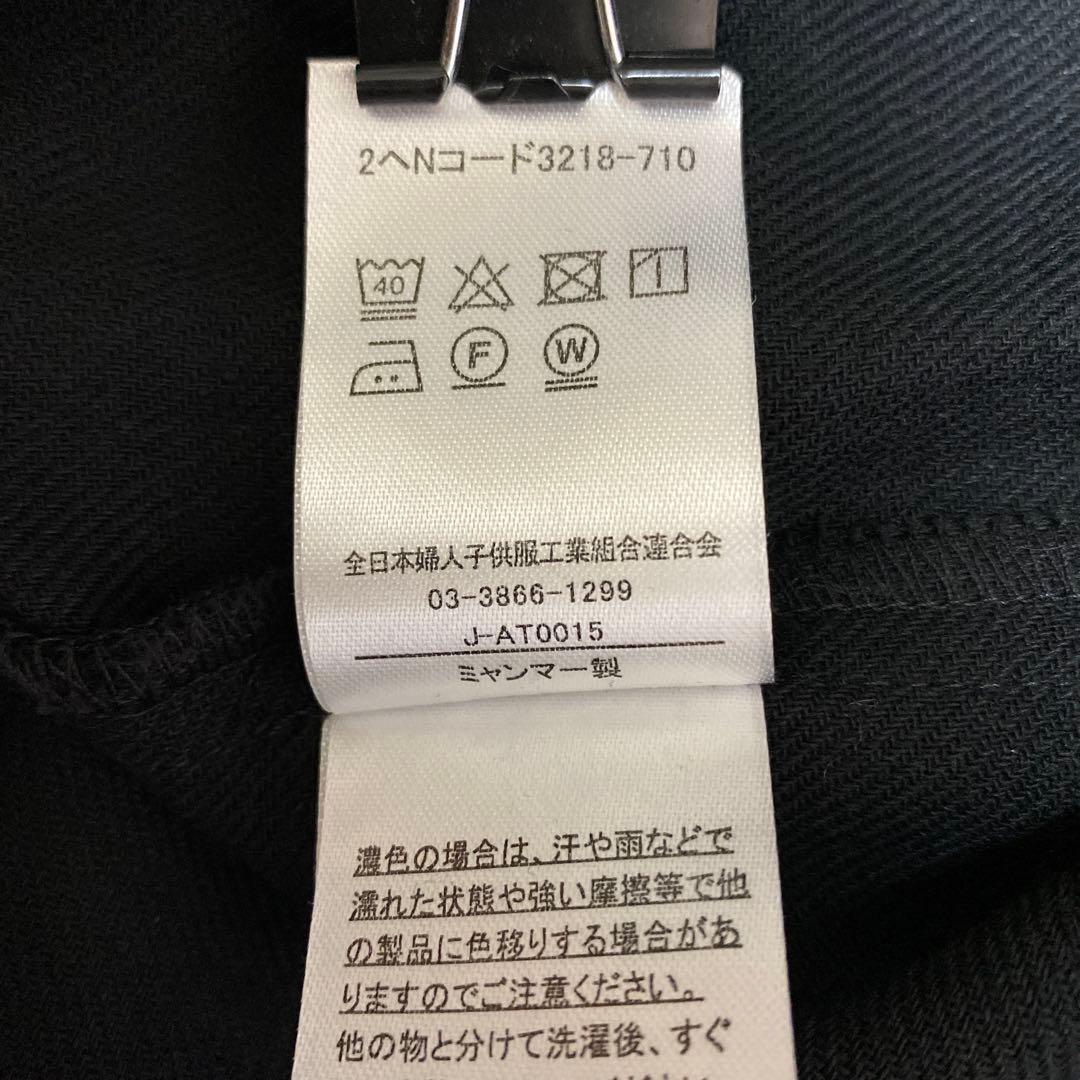 2ヘNコード3218-710
40
F W
全日本婦人子供服工業組合連合会
03-3866-1299
J-AT0015
ミャンマー製
濃色の場合は、汗や雨などで
濡れた状態や強い摩擦等で他
の製品に色移りする場合があ
りますのでご注意ください。
他の物と分けて洗濯後、すぐ